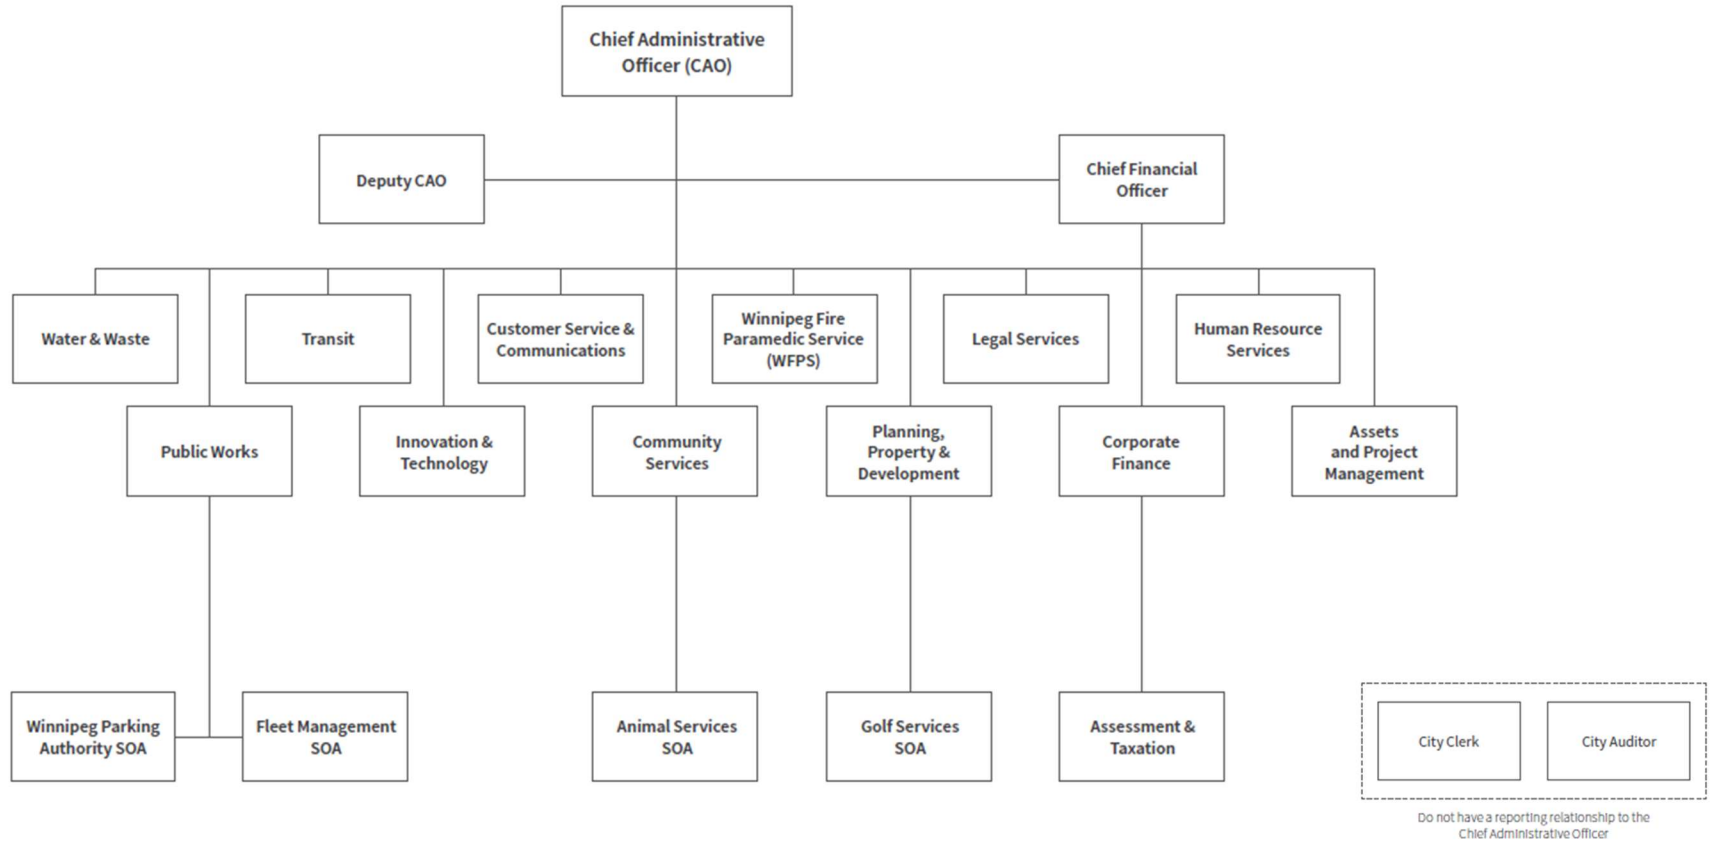 Chief Administrative
Officer (CAO)
Deputy CAO
Chief Financial
Officer
Water & Waste
Transit
Customer Service &
Communications
Winnipeg Fire
Paramedic Service
(WFPS)
Legal Services
Human Resource
Services
Public Works
Innovation &
Technology
Community
Services
Planning,
Property &
Development
Corporate
Finance
Assets
and Project
Management
Winnipeg Parking
Authority SOA
Fleet Management
SOA
Animal Services
SOA
Golf Services
SOA
Assessment &
Taxation
City Clerk
City Auditor
Do not have a reporting relationship to the
Chief Administrative Officer